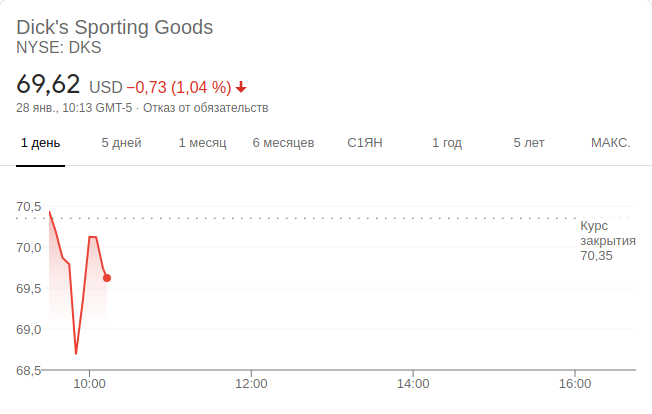 Dick's Sporting Goods
NYSE: DKS
69,62 USD −0,73 (1,04 %)
28 янв., 10:13 GMT-5 · Отказ от обязательств
1 день 5 дней 1 месяц 6 месяцев С1ЯН 1 год 5 лет МАКС.
70,5
Курс
закрытия
70,35
70,0
69,5
69,0
68,5
10:00 12:00 14:00 16:00